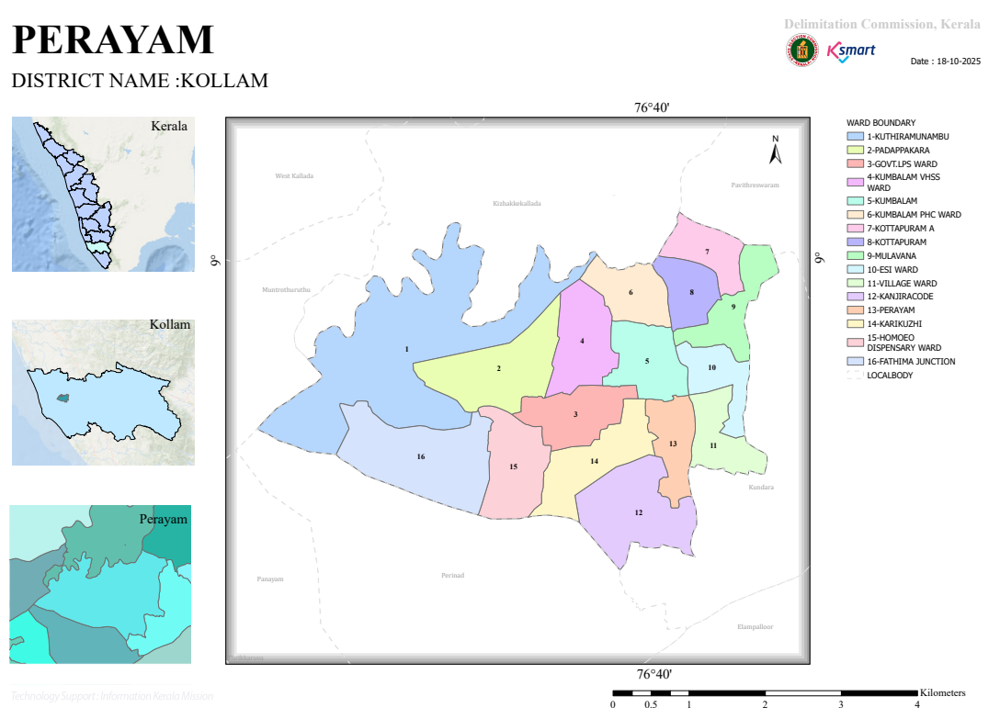 PERAYAM
DISTRICT NAME :KOLLAM
Delimitation Commission, Kerala
Ksmart
Date : 18-10-2025
Kerala
Kollam
Perayam
76°40'
9°
9°
76°40'
N
West Kallada
Kizhakkekallada
Pavithreswaram
Muntrothuruthu
Kundara
Panayam
Perinad
Elampalloor
1
2
3
4
5
6
7
8
9
10
11
12
13
14
15
16
WARD BOUNDARY
1-KUTHIRAMUNAMBU
2-PADAPPAKARA
3-GOVT.LPS WARD
4-KUMBALAM VHSS
WARD
5-KUMBALAM
6-KUMBALAM PHC WARD
7-KOTTAPURAM A
8-KOTTAPURAM
9-MULAVANA
10-ESI WARD
11-VILLAGE WARD
12-KANJIRACODE
13-PERAYAM
14-KARIKUZHI
15-HOMOEO
DISPENSARY WARD
16-FATHIMA JUNCTION
LOCALBODY
Technology Support : Information Kerala Mission
Kilometers
0 0.5 1 2 3 4